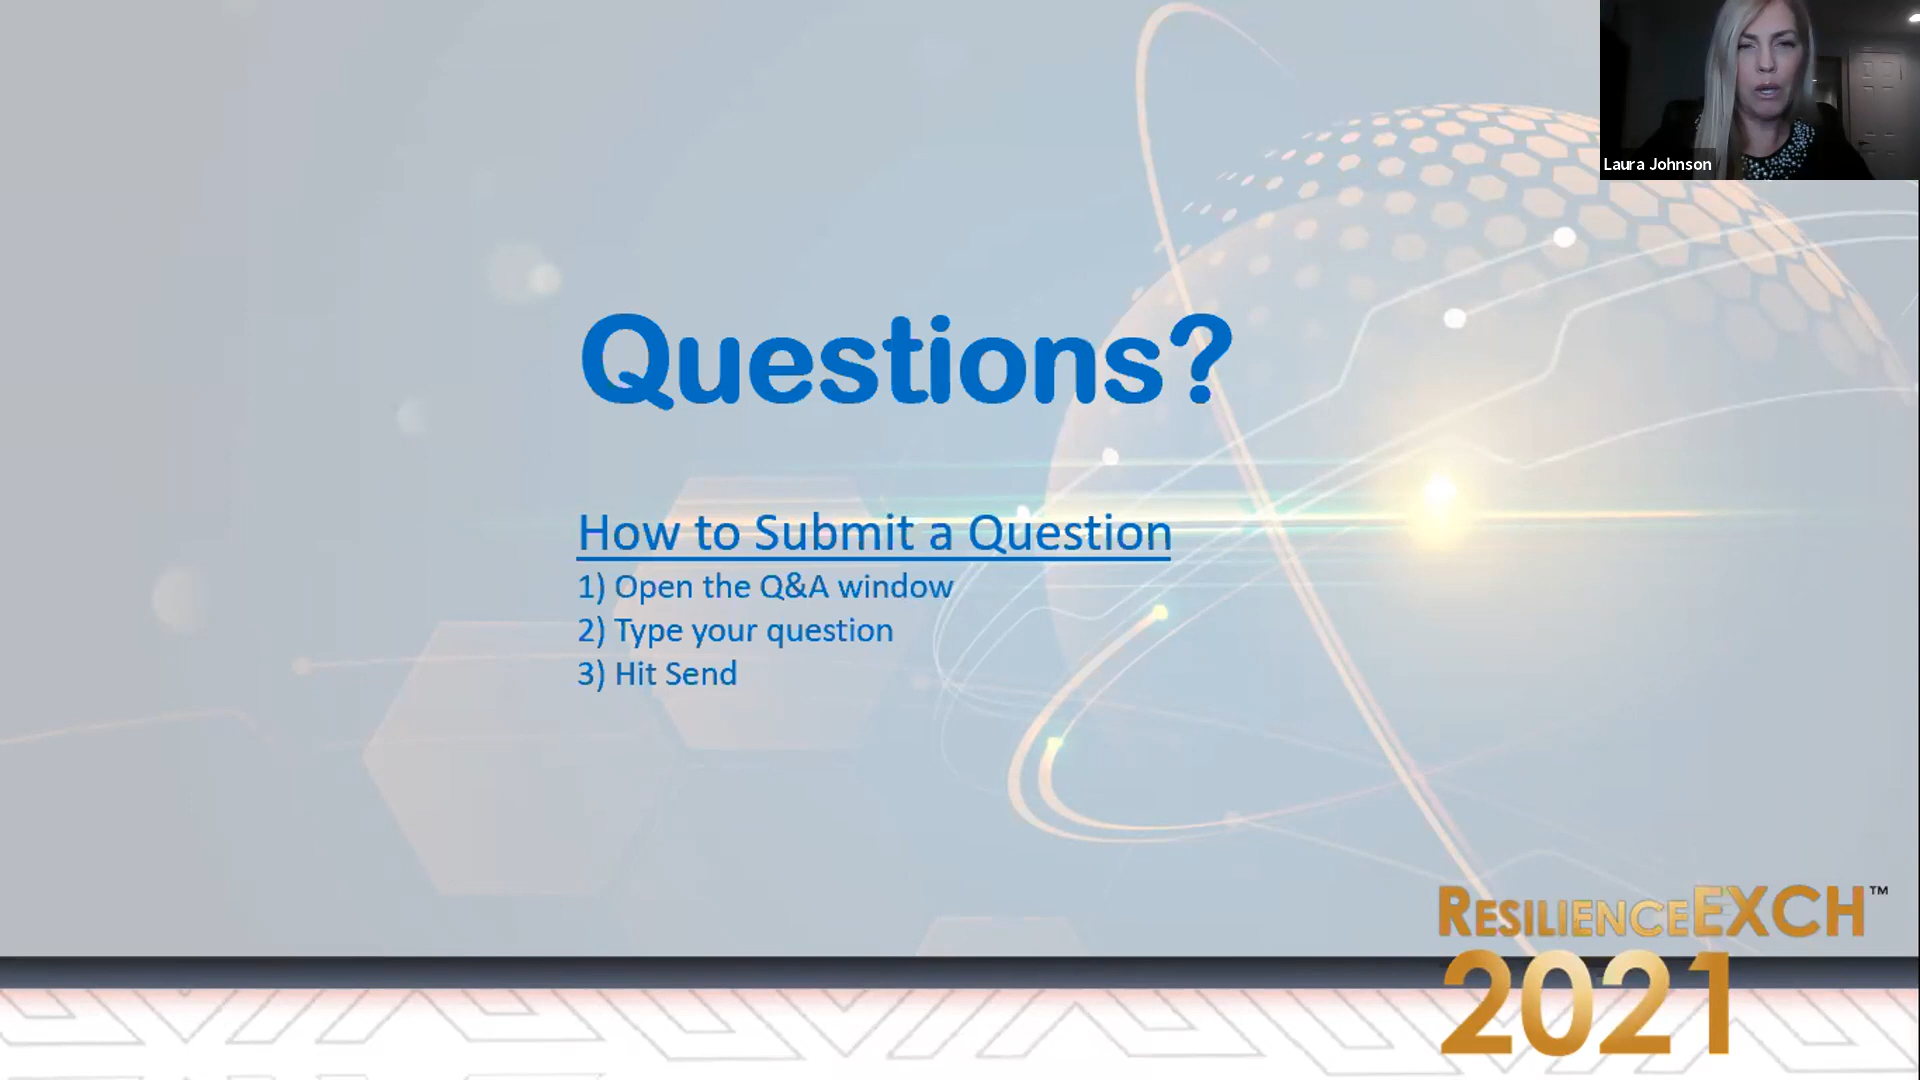 Laura Johnson
Questions?
How to Submit a Question
1) Open the Q&A window
2) Type your question
3) Hit Send
RESILIENCEEXCH™
2021